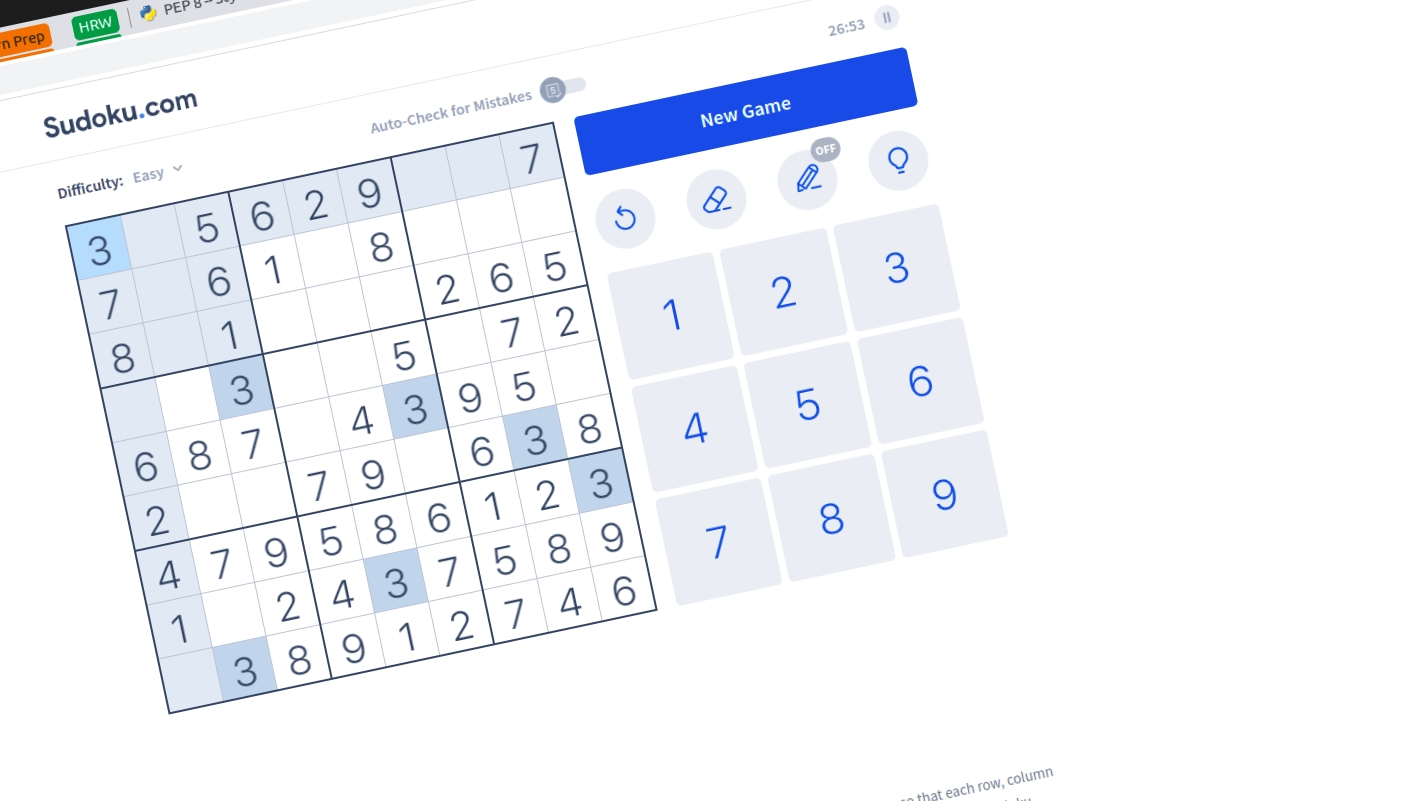 Prep
HRW
PEP 8
26:53
Sudoku.com
Auto-Check for Mistakes
Difficulty: Easy
New Game
OFF
3 5 6 2 9 7
7 6 1 8
8 1 2 6 5
3 5 7 2
6 8 7 4 3 9 5
2 7 9 6 3 8
4 7 9 5 8 6 1 2 3
1 2 4 3 7 5 8 9
3 8 9 1 2 7 4 6
1 2 3
4 5 6
7 8 9
so that each row, column